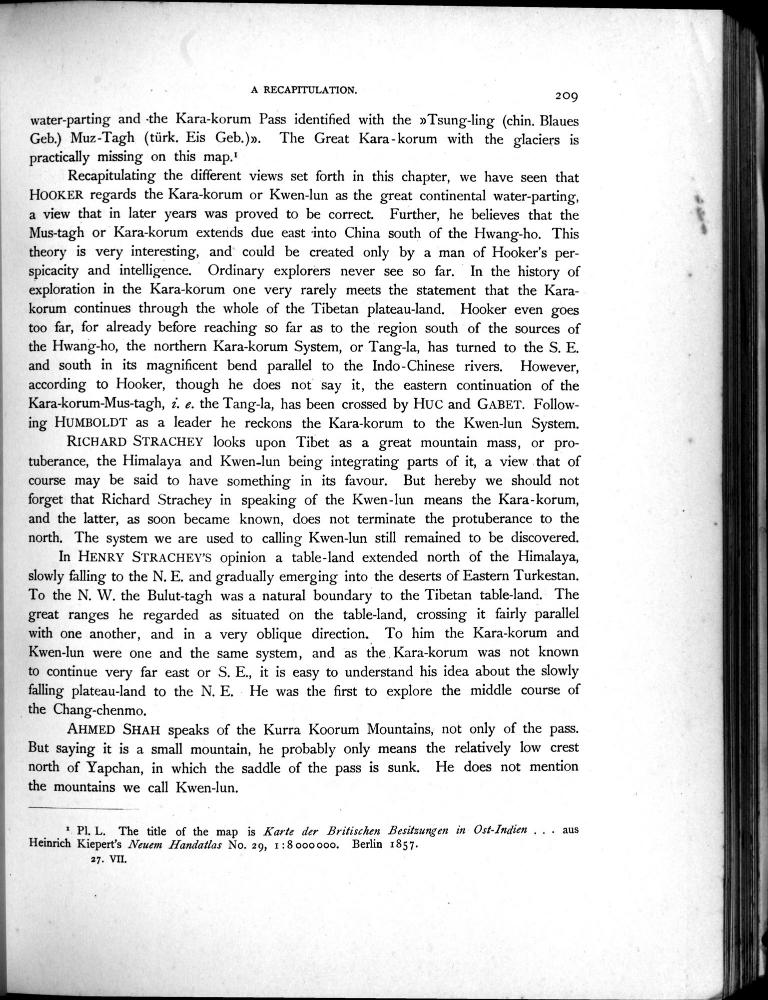 A RECAPITULATION.
209
water-parting and the Kara-korum Pass identified with the »Tsung-ling (chin. Blaues
Geb.) Muz-Tagh (türk. Eis Geb.)». The Great Kara-korum with the glaciers is
practically missing on this map.¹
Recapitulating the different views set forth in this chapter, we have seen that
HOOKER regards the Kara-korum or Kwen-lun as the great continental water-parting,
a view that in later years was proved to be correct. Further, he believes that the
Mus-tagh or Kara-korum extends due east into China south of the Hwang-ho. This
theory is very interesting, and could be created only by a man of Hooker's per-
spicacity and intelligence. Ordinary explorers never see so far. In the history of
exploration in the Kara-korum one very rarely meets the statement that the Kara-
korum continues through the whole of the Tibetan plateau-land. Hooker even goes
too far, for already before reaching so far as to the region south of the sources of
the Hwang-ho, the northern Kara-korum System, or Tang-la, has turned to the S. E.
and south in its magnificent bend parallel to the Indo-Chinese rivers. However,
according to Hooker, though he does not say it, the eastern continuation of the
Kara-korum-Mus-tagh, i. e. the Tang-la, has been crossed by HUC and GABET. Follow-
ing HUMBOLDT as a leader he reckons the Kara-korum to the Kwen-lun System.
RICHARD STRACHEY looks upon Tibet as a great mountain mass, or pro-
tuberance, the Himalaya and Kwen-lun being integrating parts of it, a view that of
course may be said to have something in its favour. But hereby we should not
forget that Richard Strachey in speaking of the Kwen-lun means the Kara-korum,
and the latter, as soon became known, does not terminate the protuberance to the
north. The system we are used to calling Kwen-lun still remained to be discovered.
In HENRY STRACHEY'S opinion a table-land extended north of the Himalaya,
slowly falling to the N. E. and gradually emerging into the deserts of Eastern Turkestan.
To the N. W. the Bulut-tagh was a natural boundary to the Tibetan table-land. The
great ranges he regarded as situated on the table-land, crossing it fairly parallel
with one another, and in a very oblique direction. To him the Kara-korum and
Kwen-lun were one and the same system, and as the Kara-korum was not known
to continue very far east or S. E., it is easy to understand his idea about the slowly
falling plateau-land to the N. E. He was the first to explore the middle course of
the Chang-chenmo.
AHMED SHAH speaks of the Kurra Koorum Mountains, not only of the pass.
But saying it is a small mountain, he probably only means the relatively low crest
north of Yapchan, in which the saddle of the pass is sunk. He does not mention
the mountains we call Kwen-lun.
¹ Pl. L. The title of the map is Karte der Britischen Besitzungen in Ost-Indien . . . aus
Heinrich Kiepert's Neuem Handatlas No. 29, 1:8 000 000. Berlin 1857.
27. VII.